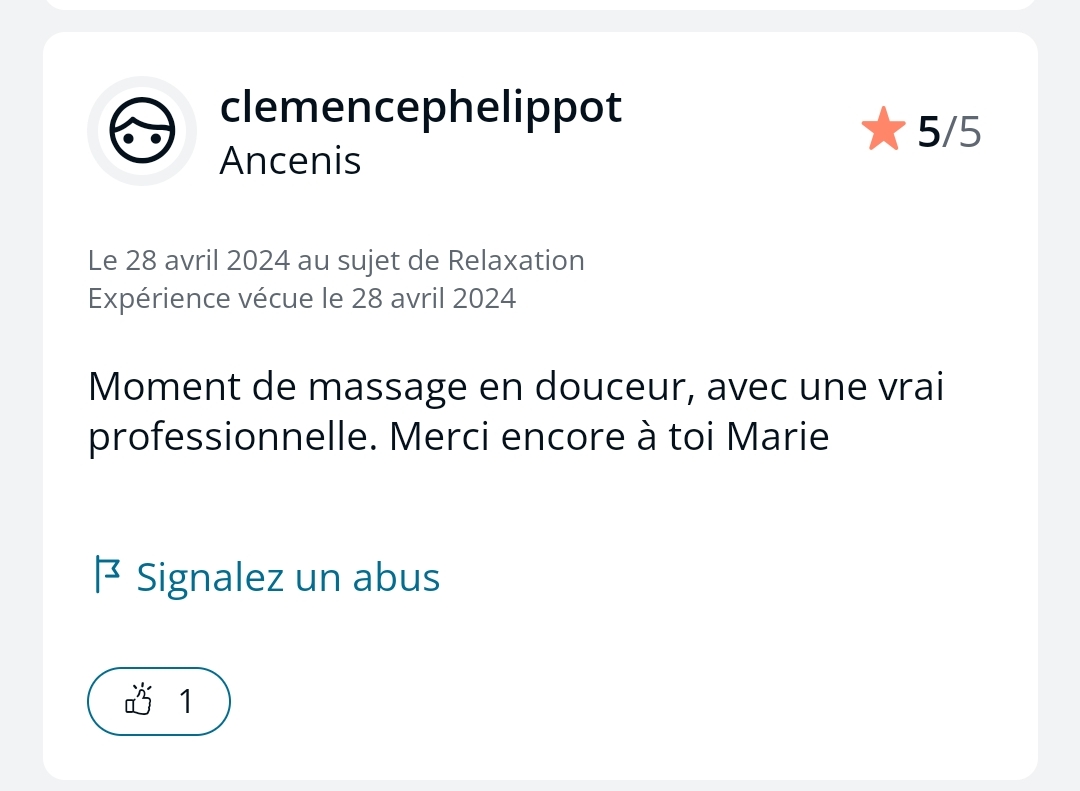 clemencephelippot
5/5
Ancenis
Le 28 avril 2024 au sujet de Relaxation
Expérience vécue le 28 avril 2024
Moment de massage en douceur, avec une vrai
professionnelle. Merci encore à toi Marie
Signalez un abus
1